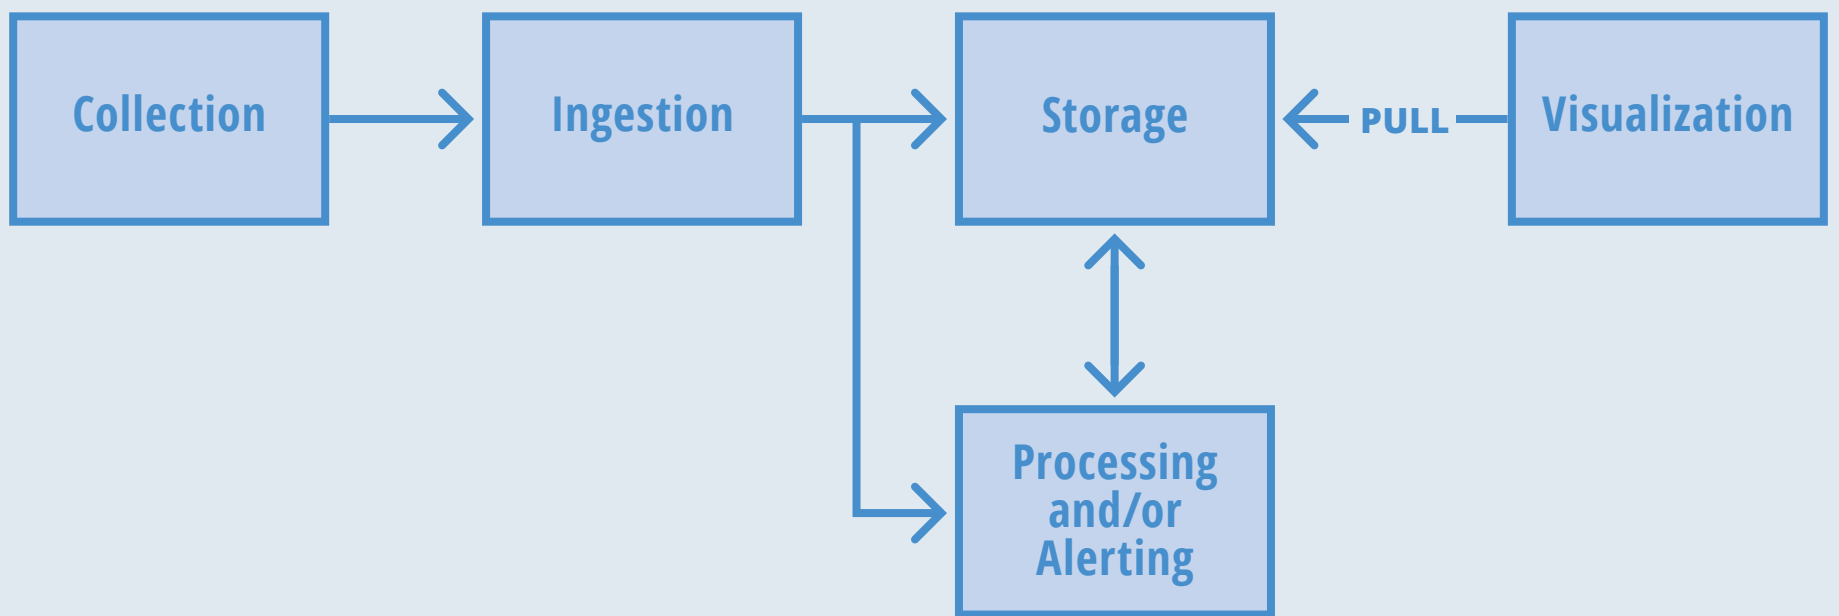 Collection
Ingestion
Storage
PULL
Visualization
Processing
and/or
Alerting